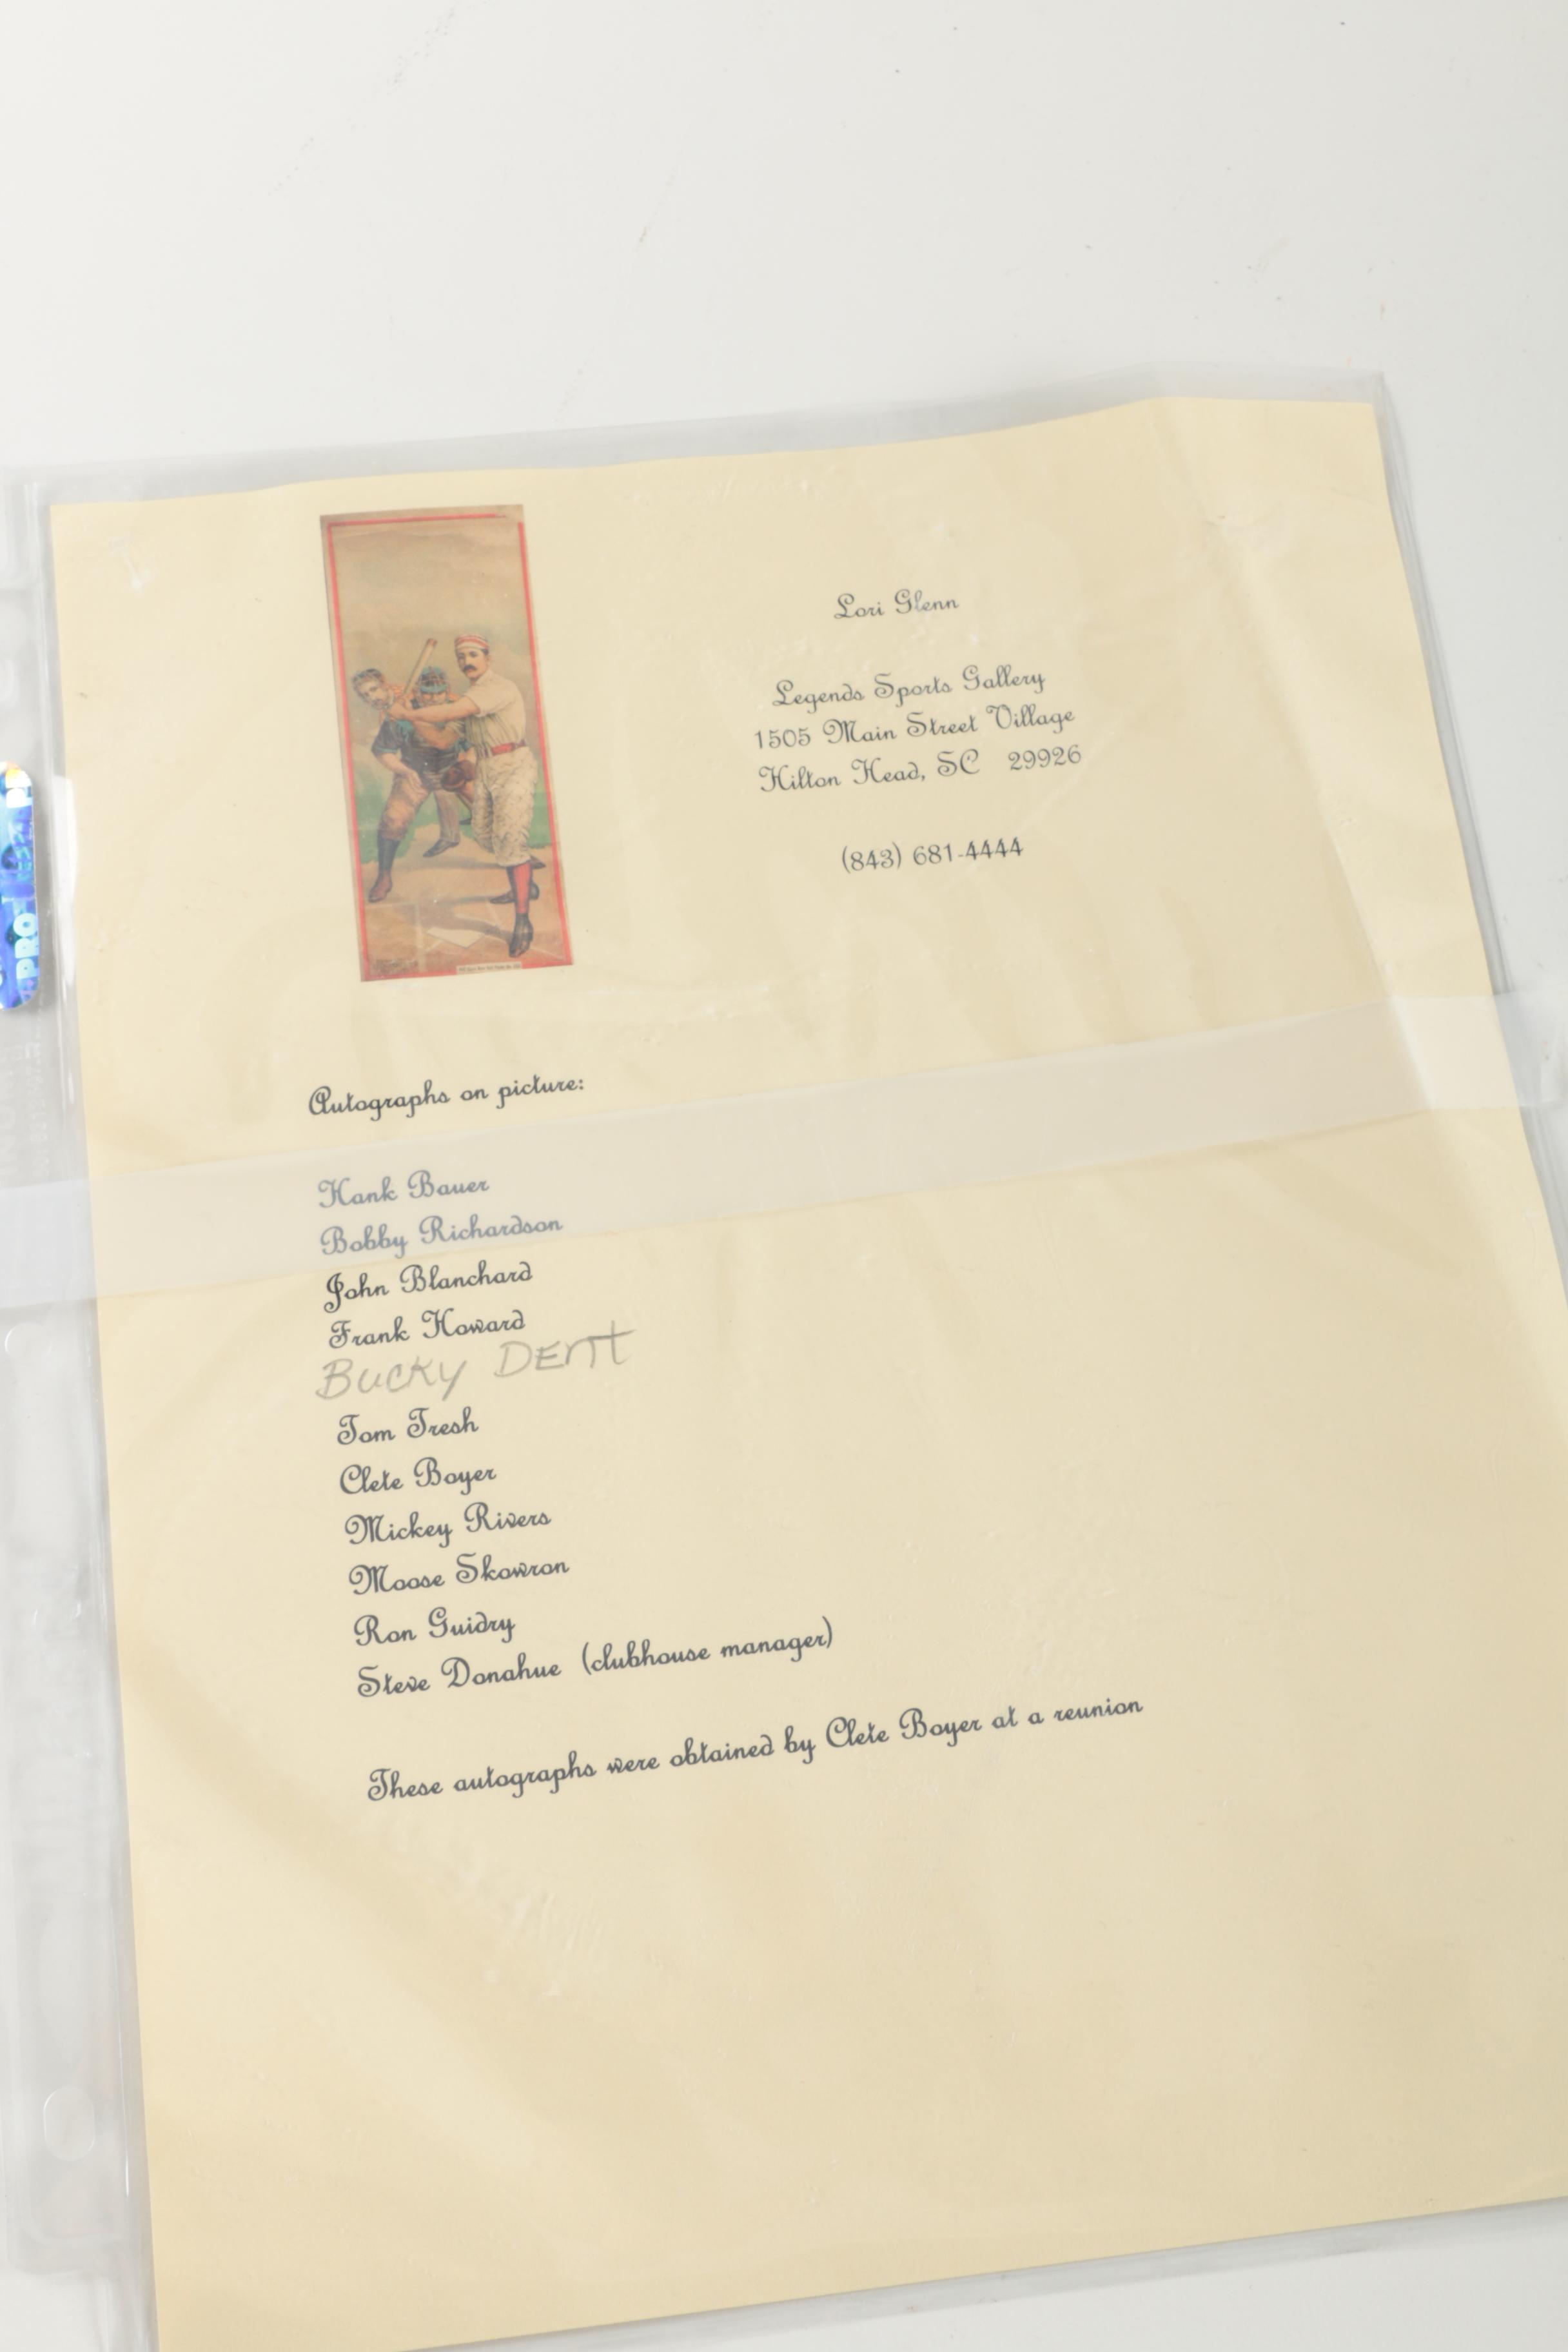 Lori Glenn
Legends Sports Gallery
1505 Main Street Village
Hilton Head, SC 29926
(843) 681-4444
Autographs on picture:
Hank Bauer
Bobby Richardson
John Blanchard
Frank Howard
Bucky Dent
Tom Tresh
Clete Boyer
Mickey Rivers
Moose Skowron
Ron Guidry
Steve Donahue (clubhouse manager)
These autographs were obtained by Clete Boyer at a reunion
PRO